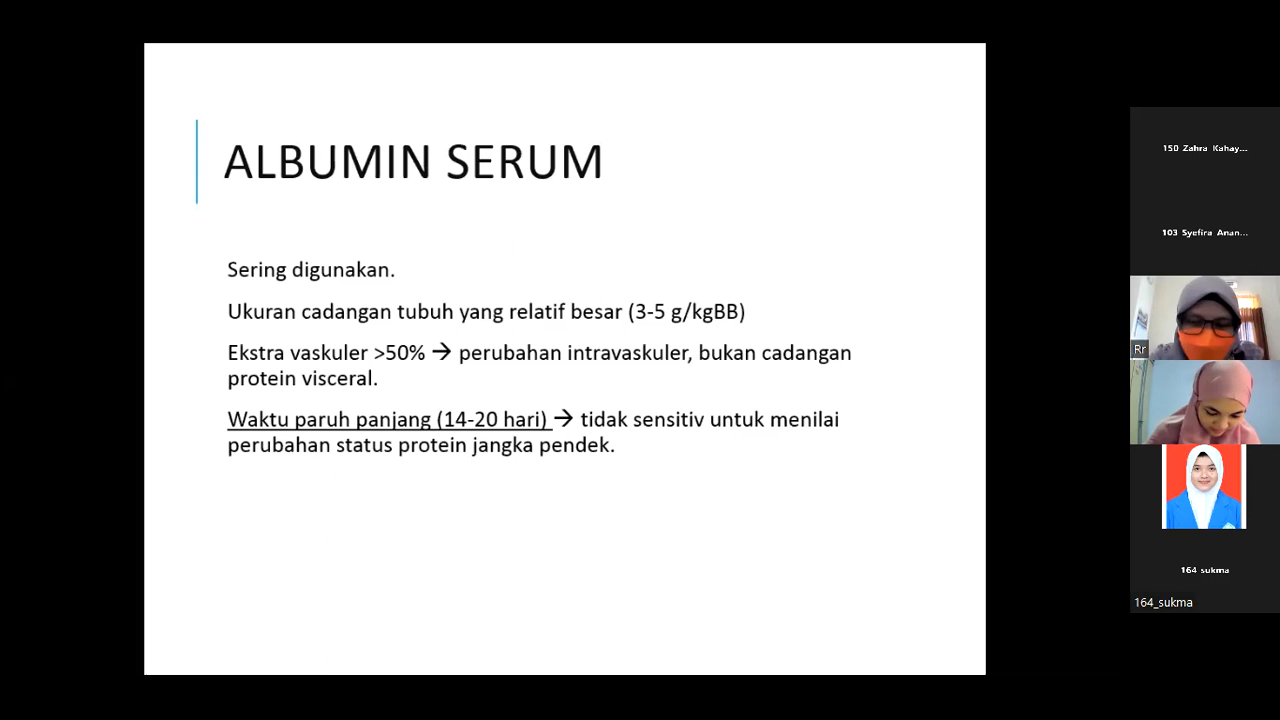 ALBUMIN SERUM
Sering digunakan.
Ukuran cadangan tubuh yang relatif besar (3-5 g/kgBB)
Ekstra vaskuler >50% → perubahan intravaskuler, bukan cadangan
protein visceral.
Waktu paruh panjang (14-20 hari) → tidak sensitiv untuk menilai
perubahan status protein jangka pendek.
150 Zahra Kahay...
103 Syefira Anan...
Rr
164 sukma
164_sukma